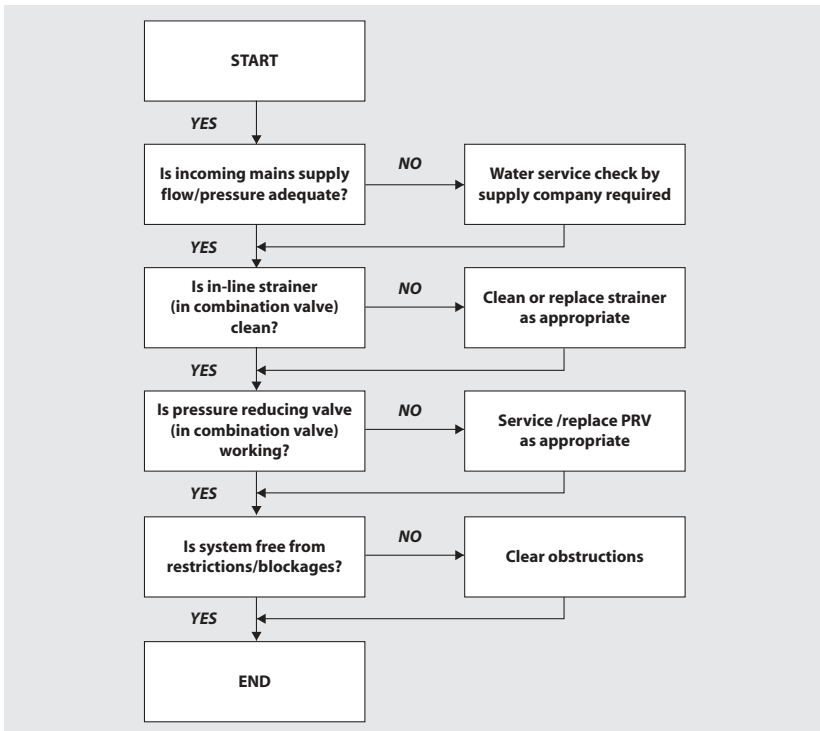 START
YES
Is incoming mains supply
flow/pressure adequate?
NO
Water service check by
supply company required
YES
Is in-line strainer
(in combination valve)
clean?
NO
Clean or replace strainer
as appropriate
YES
Is pressure reducing valve
(in combination valve)
working?
NO
Service /replace PRV
as appropriate
YES
Is system free from
restrictions/blockages?
NO
Clear obstructions
YES
END